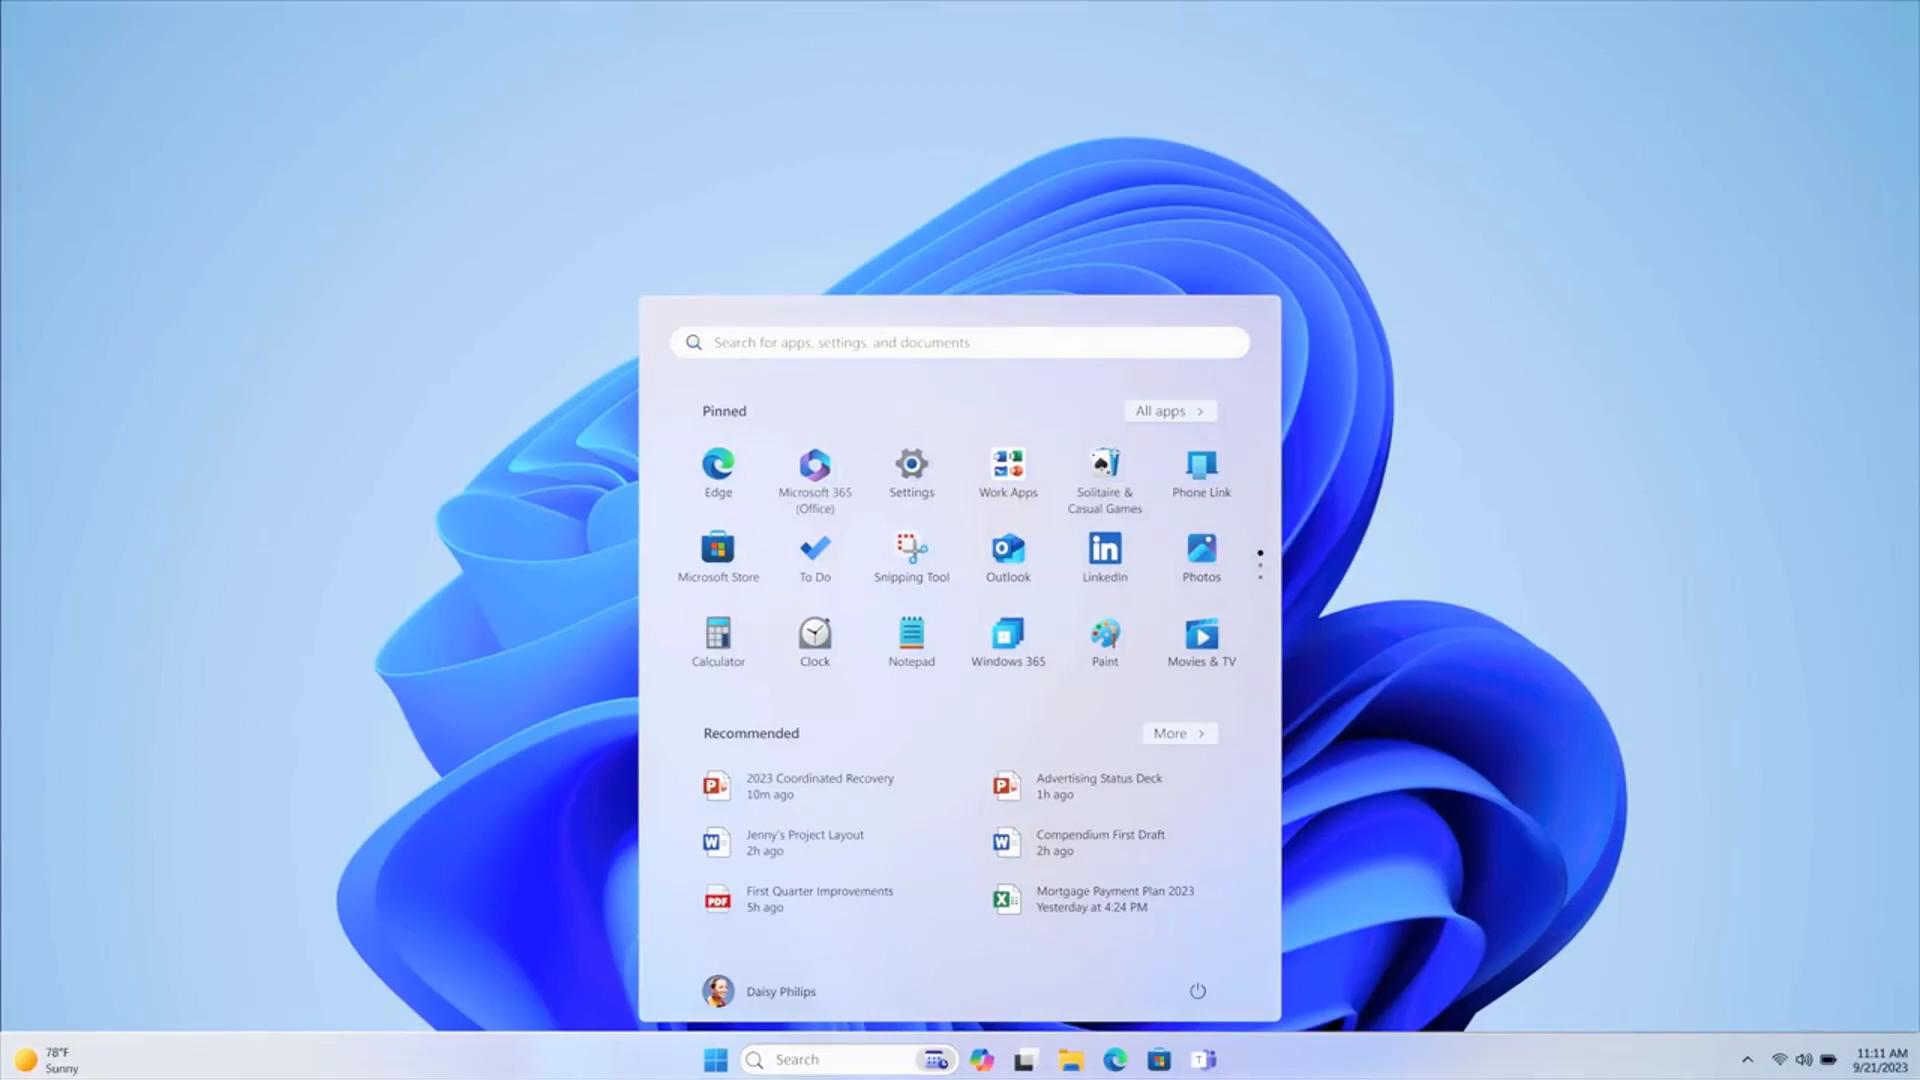 Search for apps, settings, and documents
Pinned
All apps
Edge
Microsoft 365
(Office)
Settings
Work Apps
Solitaire &
Casual Games
Phone Link
Microsoft Store
To Do
Snipping Tool
Outlook
LinkedIn
Photos
Calculator
Clock
Notepad
Windows 365
Paint
Movies & TV
Recommended
More
2023 Coordinated Recovery
10m ago
Advertising Status Deck
1h ago
Jenny's Project Layout
2h ago
Compendium First Draft
2h ago
First Quarter Improvements
5h ago
Mortgage Payment Plan 2023
Yesterday at 4:24 PM
Daisy Philips
78°F
Sunny
Search
11:11 AM
9/21/2023